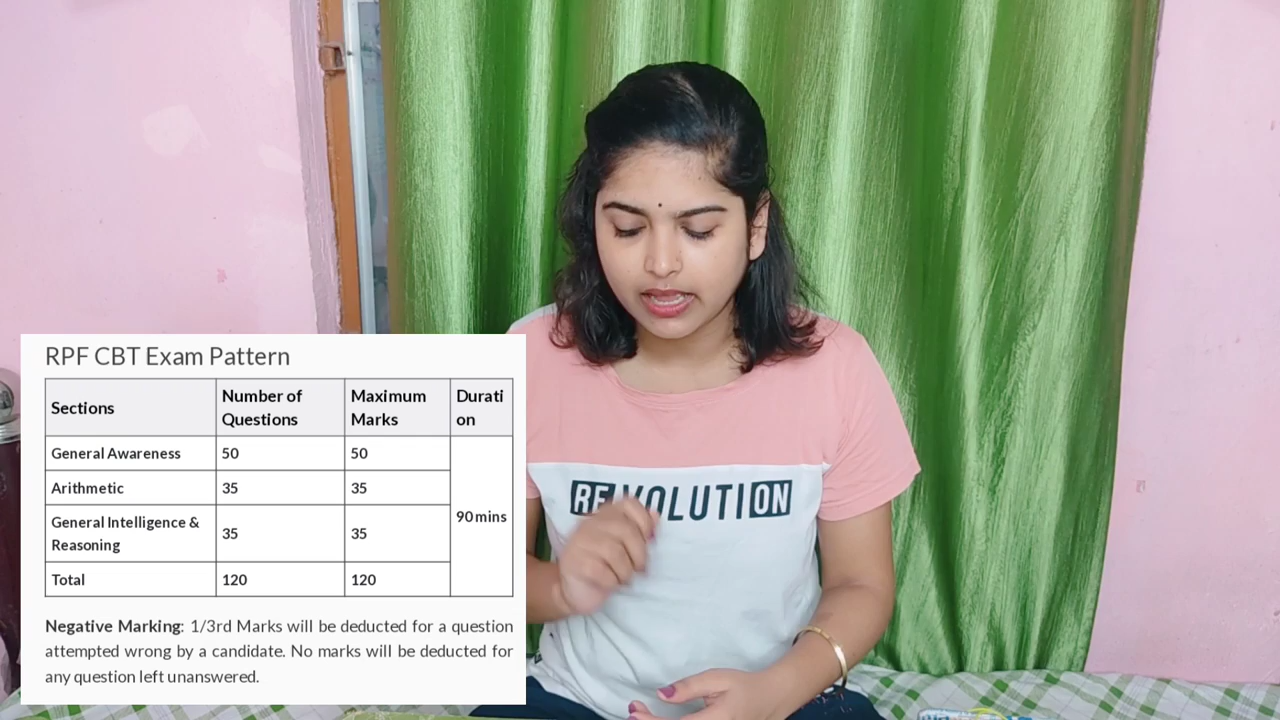 RPF CBT Exam Pattern
Sections Number of Questions Maximum Marks Durati on
General Awareness 50 50
Arithmetic 35 35
General Intelligence & Reasoning 35 35
90 mins
Total 120 120
Negative Marking: 1/3rd Marks will be deducted for a question
attempted wrong by a candidate. No marks will be deducted for
any question left unanswered.
REVOLUTION